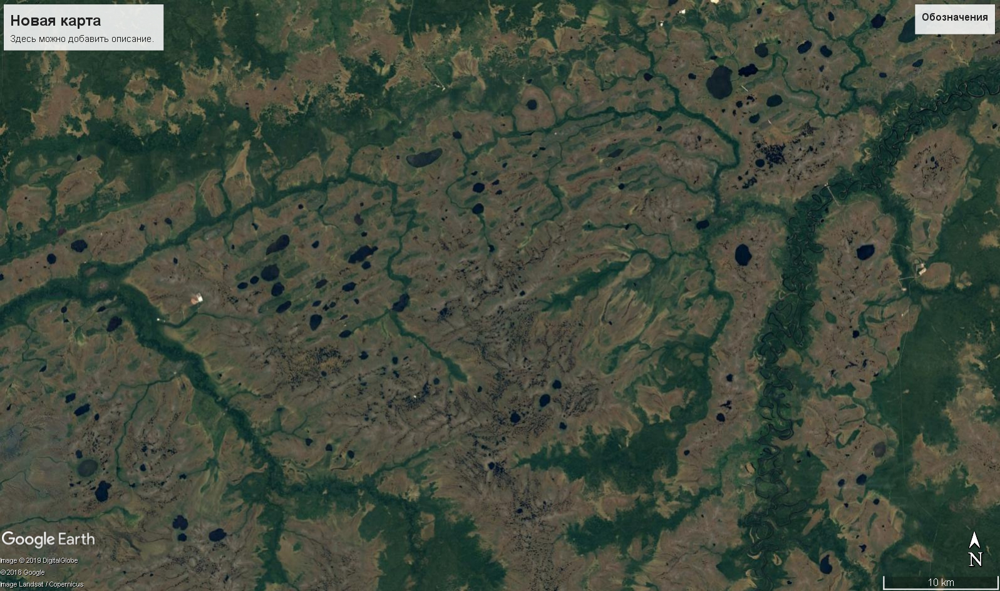 Новая карта
Здесь можно добавить описание.
Обозначения
Google Earth
Image © 2019 DigitalGlobe
© 2018 Google
Image Landsat / Copernicus
N
10 km